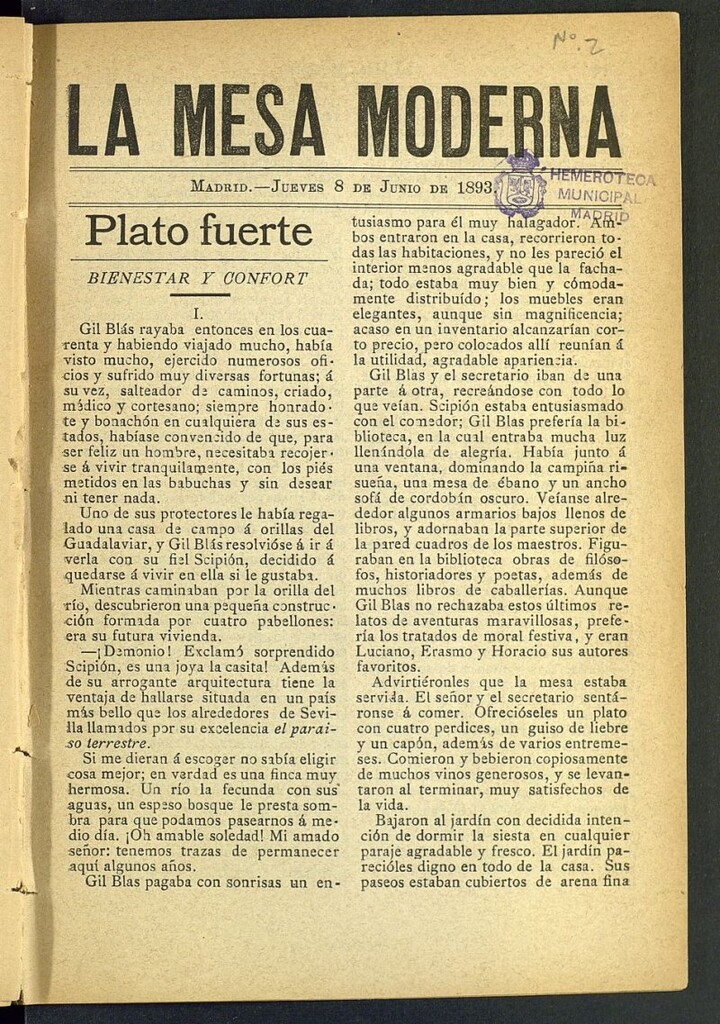 Nº. 2
LA MESA MODERNA
MADRID.—JUEVES 8 DE JUNIO DE 1893.
HEMEROTECA
MUNICIPAL
MADRID
Plato fuerte
BIENESTAR Y CONFORT
I.
Gil Blás rayaba entonces en los cua-
renta y habiendo viajado mucho, había
visto mucho, ejercido numerosos ofi-
cios y sufrido muy diversas fortunas; á
su vez, salteador de caminos, criado,
médico y cortesano; siempre honrado-
te y bonachón en cualquiera de sus es-
tados, habíase convencido de que, para
ser feliz un hombre, necesitaba recojer-
se á vivir tranquilamente, con los piés
metidos en las babuchas y sin desear
ni tener nada.
Uno de sus protectores le había rega-
lado una casa de campo á orillas del
Guadalaviar, y Gil Blás resolvióse á ir á
verla con su fiel Scipión, decidido á
quedarse á vivir en ella si le gustaba.
Mientras caminaban por la orilla del
río, descubrieron una pequeña construc-
ción formada por cuatro pabellones:
era su futura vivienda.
—¡Demonio! Exclamó sorprendido
Scipión, es una joya la casita! Además
de su arrogante arquitectura tiene la
ventaja de hallarse situada en un país
más bello que los alrededores de Sevi-
lla llamados por su excelencia el parai-
so terrestre.
Si me dieran á escoger no sabía eligir
cosa mejor; en verdad es una finca muy
hermosa. Un río la fecunda con sus
aguas, un espeso bosque le presta som-
bra para que podamos pasearnos á me-
dio día. ¡Oh amable soledad! Mi amado
señor: tenemos trazas de permanecer
aquí algunos años.
Gil Blas pagaba con sonrisas un en-
tusiasmo para él muy halagador. Am-
bos entraron en la casa, recorrieron to-
das las habitaciones, y no les pareció el
interior menos agradable que la facha-
da; todo estaba muy bien y cómoda-
mente distribuído; los muebles eran
elegantes, aunque sin magnificencia;
acaso en un inventario alcanzarían cor-
to precio, pero colocados allí reunían á
la utilidad, agradable apariencia.
Gil Blas y el secretario iban de una
parte á otra, recreándose con todo lo
que veían. Scipión estaba entusiasmado
con el comedor; Gil Blas prefería la bi-
blioteca, en la cual entraba mucha luz
llenándola de alegría. Había junto á
una ventana, dominando la campiña ri-
sueña, una mesa de ébano y un ancho
sofá de cordobán oscuro. Veíanse alre-
dedor algunos armarios bajos llenos de
libros, y adornaban la parte superior de
la pared cuadros de los maestros. Figu-
raban en la biblioteca obras de filóso-
fos, historiadores y poetas, además de
muchos libros de caballerías. Aunque
Gil Blas no rechazaba estos últimos re-
latos de aventuras maravillosas, prefe-
ría los tratados de moral festiva, y eran
Luciano, Erasmo y Horacio sus autores
favoritos.
Advirtiéronles que la mesa estaba
servida. El señor y el secretario sentá-
ronse á comer. Ofrecióseles un plato
con cuatro perdices, un guiso de liebre
y un capón, además de varios entreme-
ses. Comieron y bebieron copiosamente
de muchos vinos generosos, y se levan-
taron al terminar, muy satisfechos de
la vida.
Bajaron al jardín con decidida inten-
ción de dormir la siesta en cualquier
paraje agradable y fresco. El jardín pa-
recióles digno en todo de la casa. Sus
paseos estaban cubiertos de arena fina